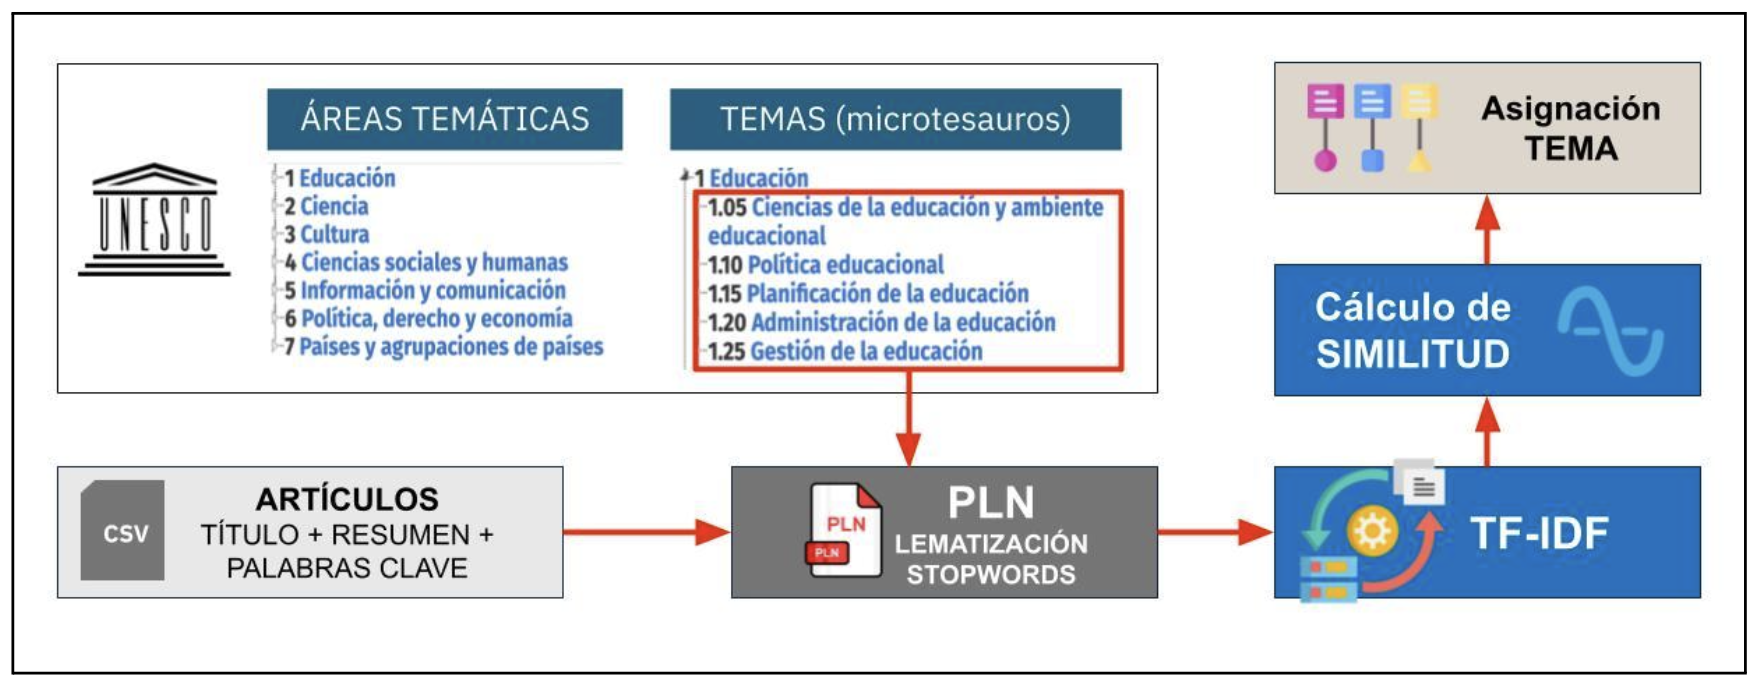 ÁREAS TEMÁTICAS
1 Educación
2 Ciencia
3 Cultura
4 Ciencias sociales y humanas
5 Información y comunicación
6 Política, derecho y economía
7 Países y agrupaciones de países
UNESCO
TEMAS (microtesauros)
1 Educación
1.05 Ciencias de la educación y ambiente
educacional
1.10 Política educacional
1.15 Planificación de la educación
1.20 Administración de la educación
1.25 Gestión de la educación
Asignación
TEMA
Cálculo de
SIMILITUD
CSV
ARTÍCULOS
TÍTULO + RESUMEN +
PALABRAS CLAVE
PLN
PLN
PLN
LEMATIZACIÓN
STOPWORDS
TF-IDF